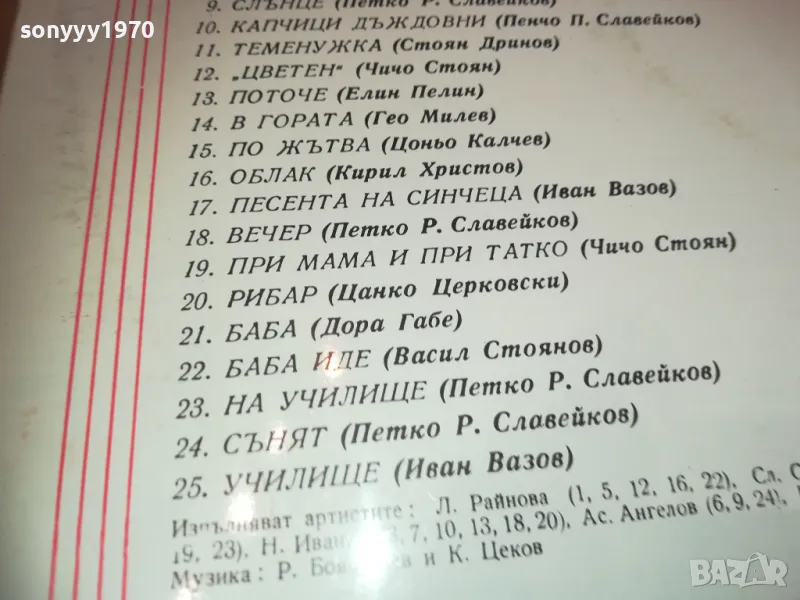 sonyyy1970
9. СЛЪНЦЕ (Петко Р. Славейков)
10. КАПЧИЦИ ДЪЖДОВНИ (Пенчо П. Славейков)
11. ТЕМЕНУЖКА (Стоян Дринов)
12. „ЦВЕТЕН“ (Чичо Стоян)
13. ПОТОЧЕ (Елин Пелин)
14. В ГОРАТА (Гео Милев)
15. ПО ЖЪТВА (Цоньо Калчев)
16. ОБЛАК (Кирил Христов)
17. ПЕСЕНТА НА СИНЧЕЦА (Иван Вазов)
18. ВЕЧЕР (Петко Р. Славейков)
19. ПРИ МАМА И ПРИ ТАТКО (Чичо Стоян)
20. РИБАР (Цанко Церковски)
21. БАБА (Дора Габе)
22. БАБА ИДЕ (Васил Стоянов)
23. НА УЧИЛИЩЕ (Петко Р. Славейков)
24. СЪНЯТ (Петко Р. Славейков)
25. УЧИЛИЩЕ (Иван Вазов)
Изпълняват артистите: Л. Райнова (1, 5, 12, 16, 22), Сл.
19, 23), Н. 7, 10, 13, 18, 20), Ас. Ангелов (6, 9, 24),
Музика: Р. и К. Цеков
BAZAR